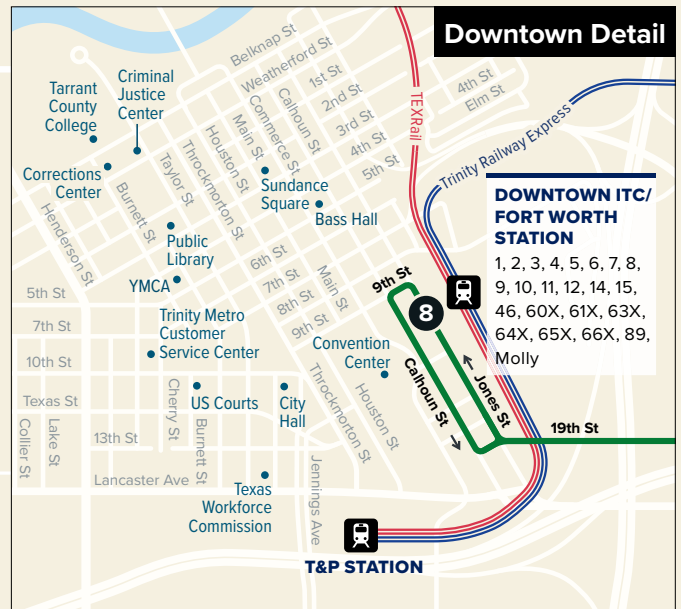 Downtown Detail
Belknap St
Weatherford St
1st St
2nd St
3rd St
4th St
5th St
4th St
Elm St
TEXRail
Trinity Railway Express
Tarrant
County
College
Criminal
Justice
Center
Corrections
Center
Henderson St
Burnett St
Taylor St
Throckmorton St
Houston St
Main St
Commerce St
Calhoun St
Sundance
Square
Bass Hall
Public
Library
YMCA
DOWNTOWN ITC/
FORT WORTH
STATION
1, 2, 3, 4, 5, 6, 7, 8,
9, 10, 11, 12, 14, 15,
46, 60X, 61X, 63X,
64X, 65X, 66X, 89,
Molly
6th St
7th St
8th St
9th St
Main St
9th St
8
Calhoun St
Jones St
19th St
5th St
7th St
10th St
Texas St
13th St
Lancaster Ave
Trinity Metro
Customer
Service Center
Convention
Center
US Courts
City
Hall
Throckmorton St
Houston St
Collier St
Lake St
Cherry St
Burnett St
Jennings Ave
Texas
Workforce
Commission
T&P STATION